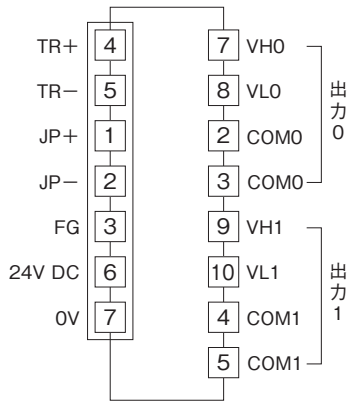 TR+ 4
TR− 5
JP+ 1
JP− 2
FG 3
24V DC 6
0V 7
7 VH0
8 VL0
2 COM0
3 COM0
出力0
9 VH1
10 VL1
4 COM1
5 COM1
出力1